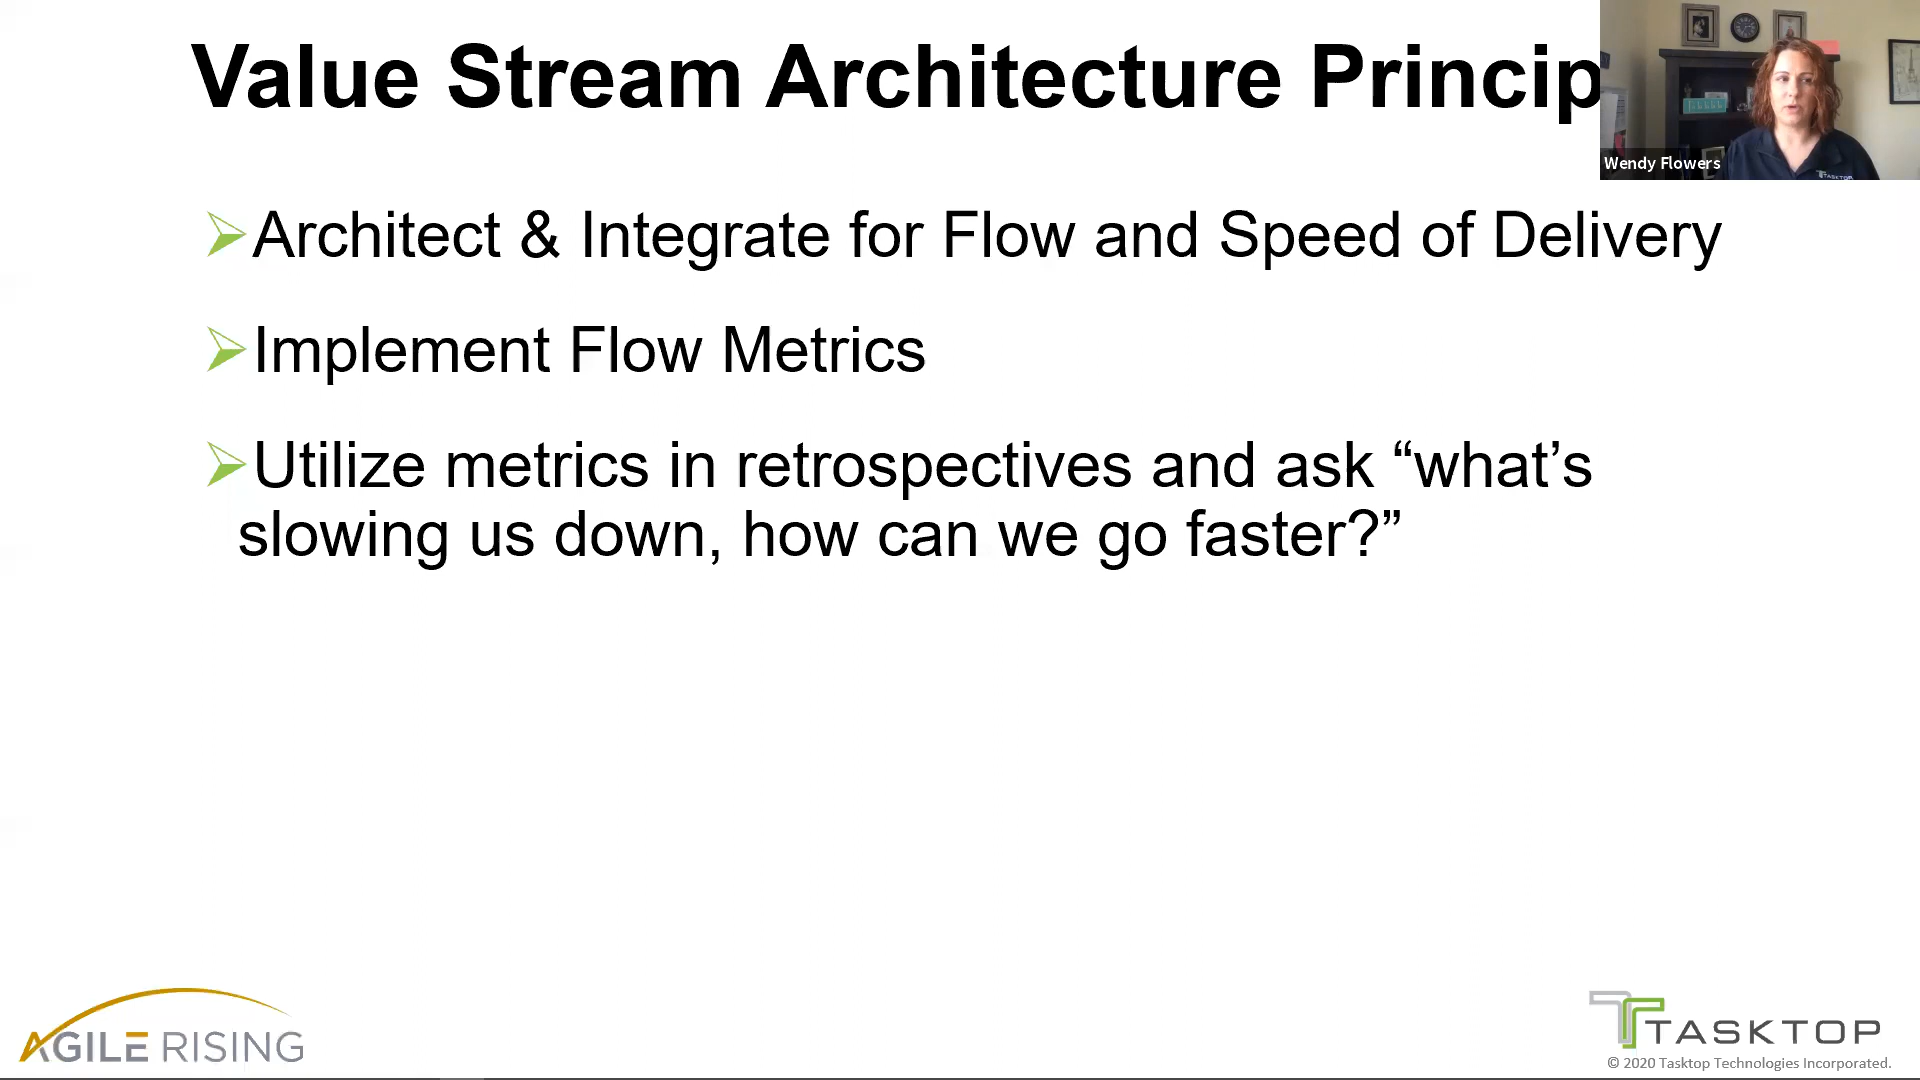 Value Stream Architecture Princip
Wendy Flowers
TASKTOP
Architect & Integrate for Flow and Speed of Delivery
Implement Flow Metrics
Utilize metrics in retrospectives and ask “what’s
slowing us down, how can we go faster?”
AGILE RISING
TASKTOP
© 2020 Tasktop Technologies Incorporated.